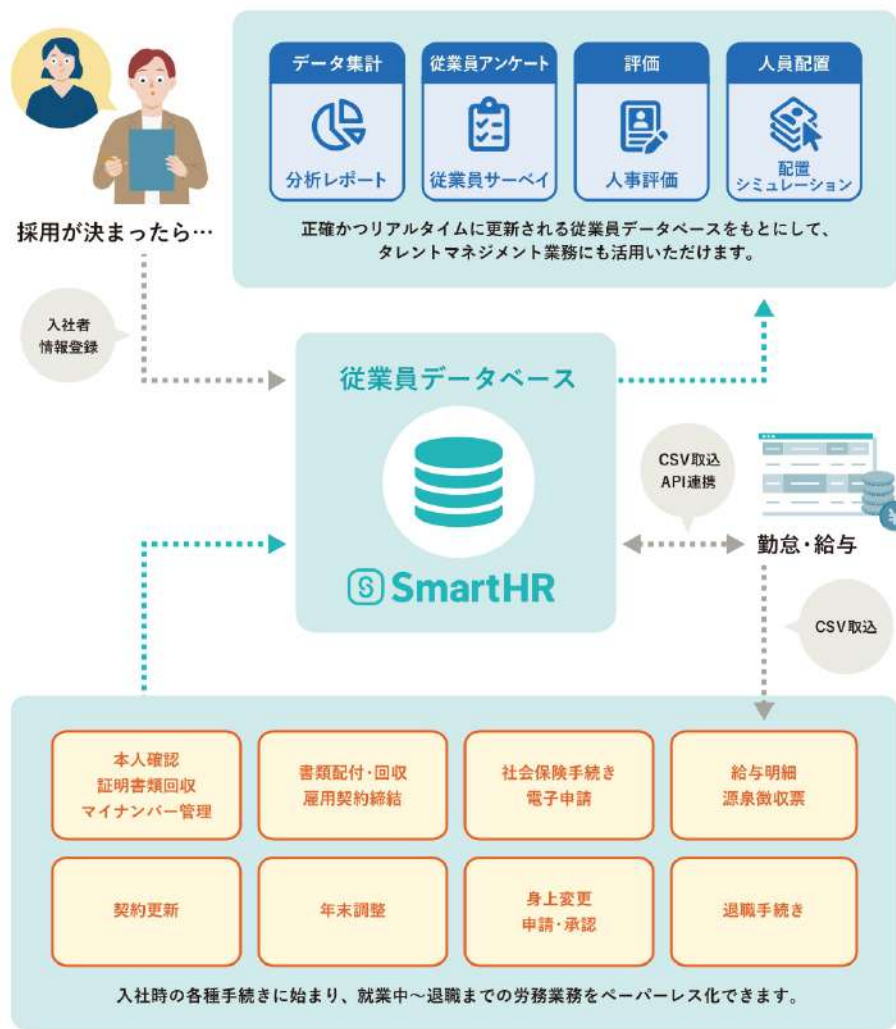 データ集計
分析レポート
従業員アンケート
従業員サーベイ
評価
人事評価
人員配置
配置
シミュレーション
正確かつリアルタイムに更新される従業員データベースをもとにして、
タレントマネジメント業務にも活用いただけます。
採用が決まったら…
入社者
情報登録
従業員データベース
SmartHR
CSV取込
API連携
¥
勤怠・給与
CSV取込
本人確認
証明書類回収
マイナンバー管理
書類配付・回収
雇用契約締結
社会保険手続き
電子申請
給与明細
源泉徴収票
契約更新
年末調整
身上変更
申請・承認
退職手続き
入社時の各種手続きに始まり、就業中〜退職までの労務業務をペーパーレス化できます。